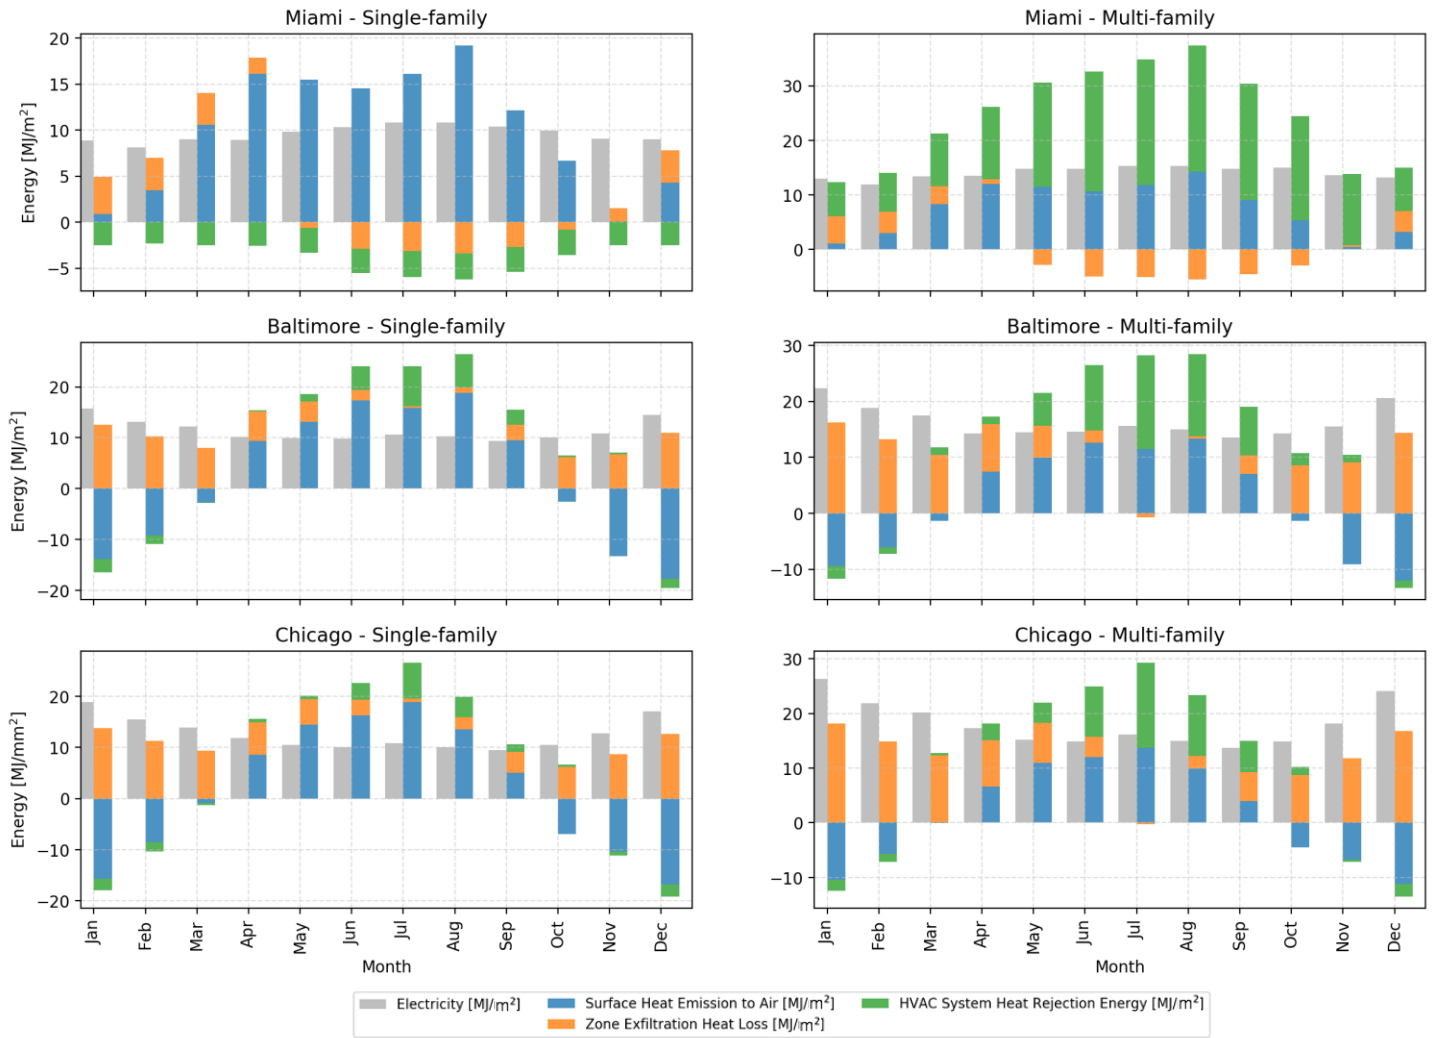 Miami - Single-family
Energy [MJ/m²]
20
15
10
5
0
−5
Miami - Multi-family
30
20
10
0
Baltimore - Single-family
Energy [MJ/m²]
20
10
0
−10
−20
Baltimore - Multi-family
30
20
10
0
−10
Chicago - Single-family
Energy [MJ/mm²]
20
10
0
−10
−20
Jan Feb Mar Apr May Jun Jul Aug Sep Oct Nov Dec
Month
Chicago - Multi-family
30
20
10
0
−10
Jan Feb Mar Apr May Jun Jul Aug Sep Oct Nov Dec
Month
Electricity [MJ/m²]
Surface Heat Emission to Air [MJ/m²]
Zone Exfiltration Heat Loss [MJ/m²]
HVAC System Heat Rejection Energy [MJ/m²]